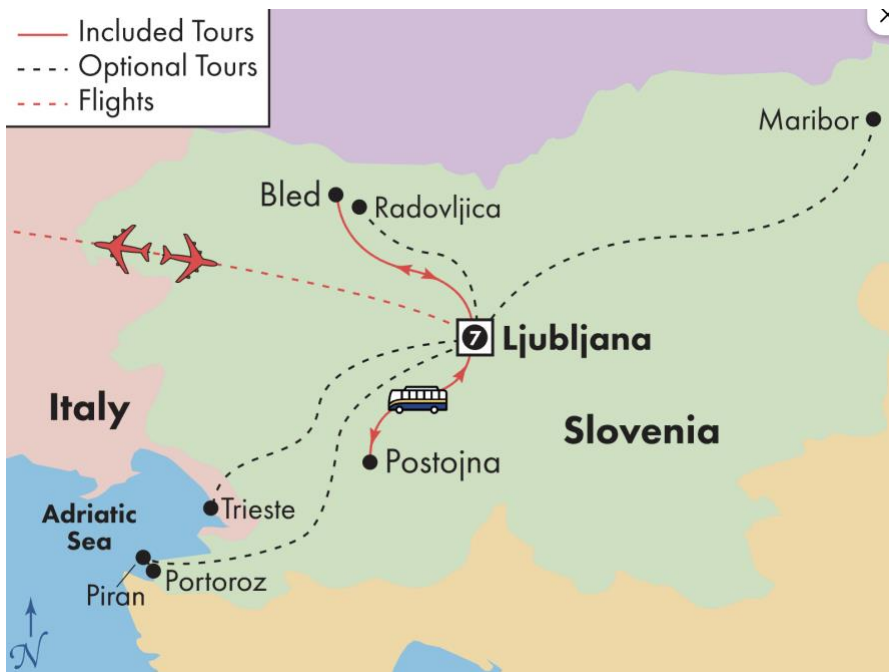 Included Tours
Optional Tours
Flights
Maribor
Bled
Radovljica
7 Ljubljana
Italy
Slovenia
Postojna
Trieste
Adriatic
Sea
Piran
Portoroz
N